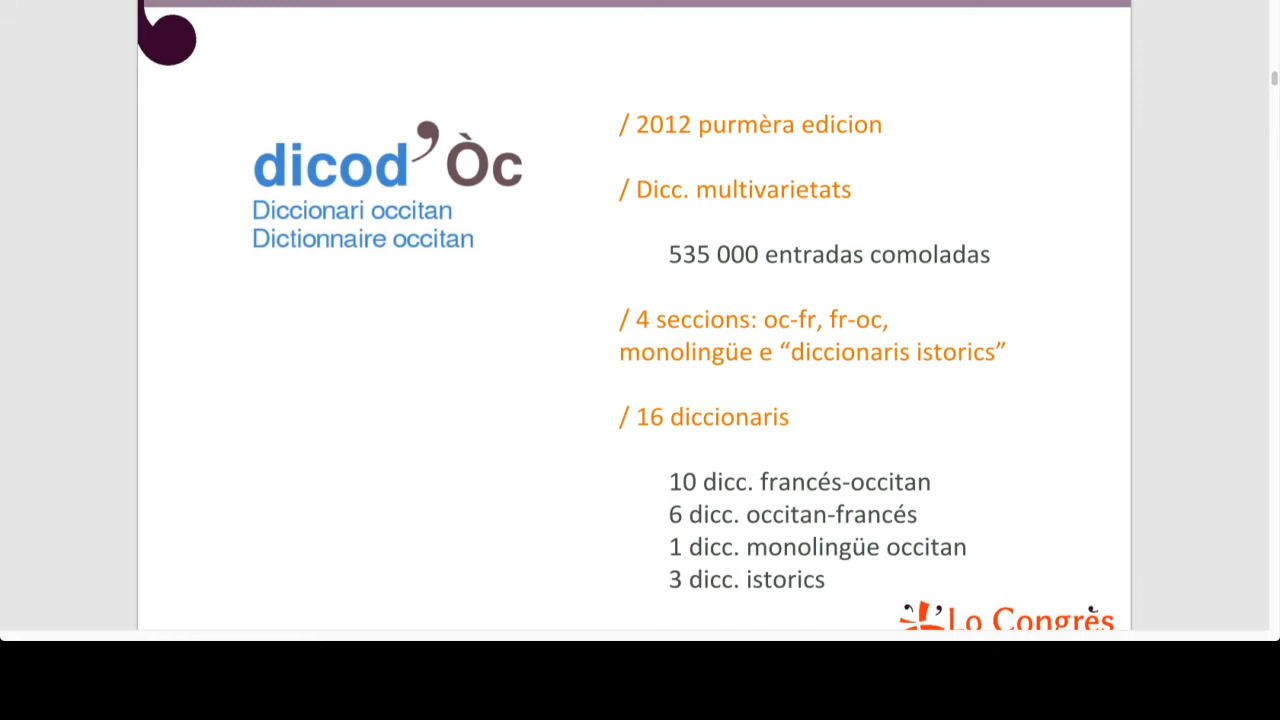 dicod'Òc
Diccionari occitan
Dictionnaire occitan
/ 2012 purmèra edicion
/ Dicc. multivarietats
535 000 entradas comoladas
/ 4 seccions: oc-fr, fr-oc,
monolingüe e “diccionaris istorics”
/ 16 diccionaris
10 dicc. francés-occitan
6 dicc. occitan-francés
1 dicc. monolingüe occitan
3 dicc. istorics
Lo Congrès